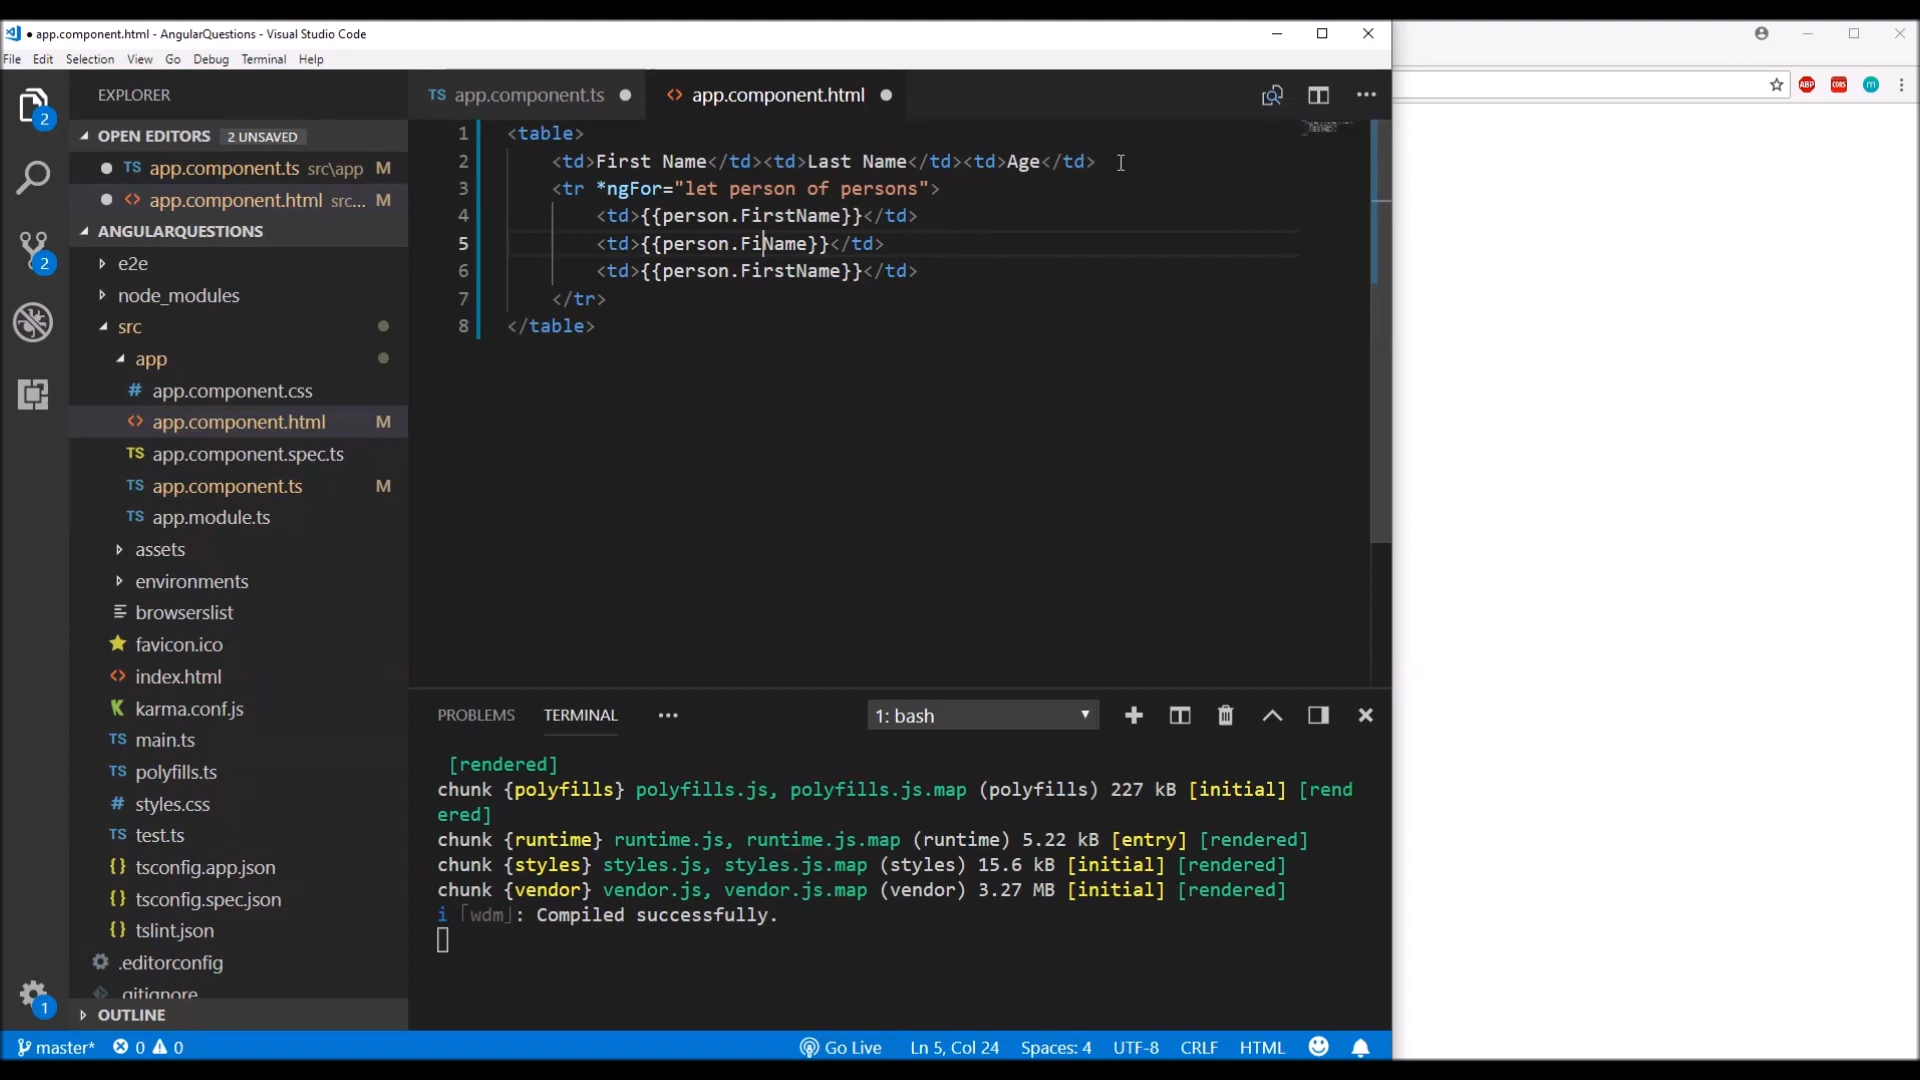 app.component.html - AngularQuestions - Visual Studio Code
File Edit Selection View Go Debug Terminal Help
EXPLORER
OPEN EDITORS 2 UNSAVED
TS app.component.ts src\app M
<> app.component.html src... M
ANGULARQUESTIONS
e2e
node_modules
src
app
# app.component.css
<> app.component.html M
TS app.component.spec.ts
TS app.component.ts M
TS app.module.ts
assets
environments
browserslist
favicon.ico
<> index.html
K karma.conf.js
TS main.ts
TS polyfills.ts
# styles.css
TS test.ts
{} tsconfig.app.json
{} tsconfig.spec.json
{} tslint.json
.editorconfig
.gitignore
OUTLINE
2
2
1
TS app.component.ts
<> app.component.html
1 <table>
2 <td>First Name</td><td>Last Name</td><td>Age</td>
3 <tr *ngFor="let person of persons">
4 <td>{{person.FirstName}}</td>
5 <td>{{person.FiName}}</td>
6 <td>{{person.FirstName}}</td>
7 </tr>
8 </table>
PROBLEMS TERMINAL ··· 1: bash
[rendered]
chunk {polyfills} polyfills.js, polyfills.js.map (polyfills) 227 kB [initial] [rend
ered]
chunk {runtime} runtime.js, runtime.js.map (runtime) 5.22 kB [entry] [rendered]
chunk {styles} styles.js, styles.js.map (styles) 15.6 kB [initial] [rendered]
chunk {vendor} vendor.js, vendor.js.map (vendor) 3.27 MB [initial] [rendered]
i ｢wdm｣: Compiled successfully.
master* 0 0 Go Live Ln 5, Col 24 Spaces: 4 UTF-8 CRLF HTML
ABP
CORS
m